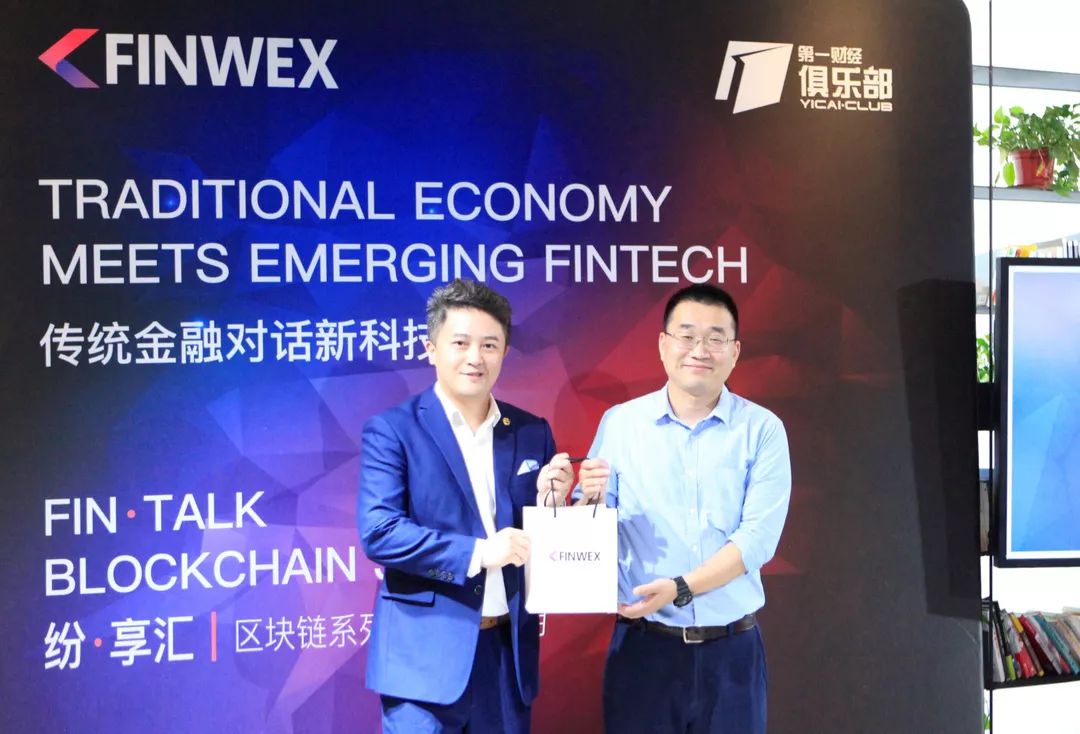 FINWEX
第一财经
俱乐部
YICAI·CLUB
TRADITIONAL ECONOMY
MEETS EMERGING FINTECH
传统金融对话新科技
FIN·TALK
BLOCKCHAIN
纷·享汇 | 区块链系列
FINWEX